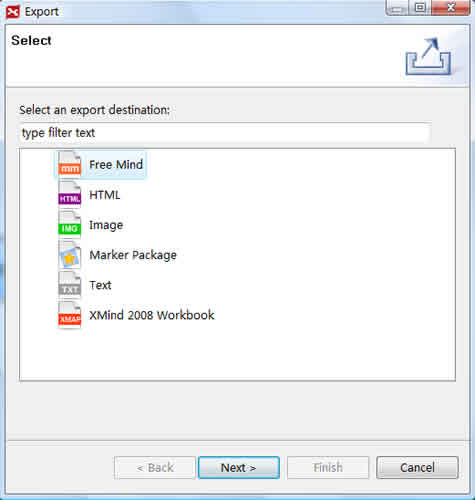 Export
Select
Select an export destination:
type filter text
mm Free Mind
HTML HTML
IMG Image
Marker Package
TXT Text
XMAP XMind 2008 Workbook
< Back Next > Finish Cancel